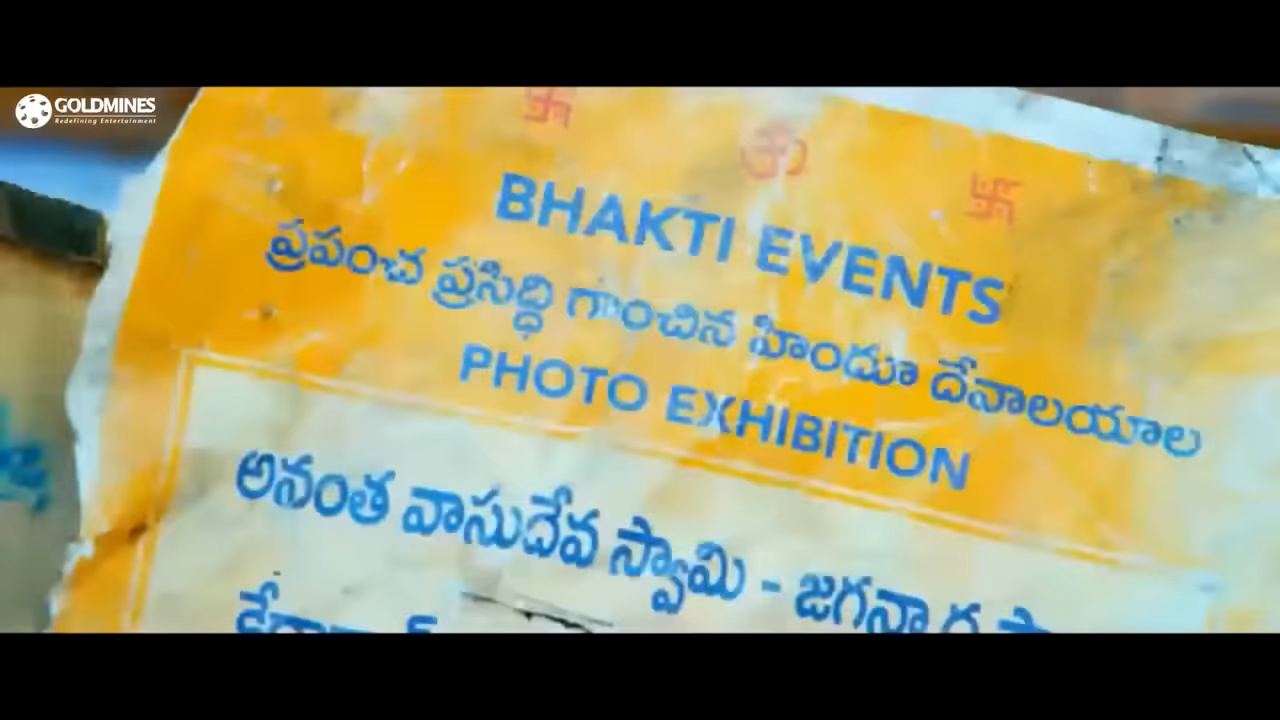 GOLDMINES
Redefining Entertainment
BHAKTI EVENTS
ప్రపంచ ప్రసిద్ధి గాంచిన హిందూ దేవాలయాల
PHOTO EXHIBITION
అనంత వాసుదేవ స్వామి -